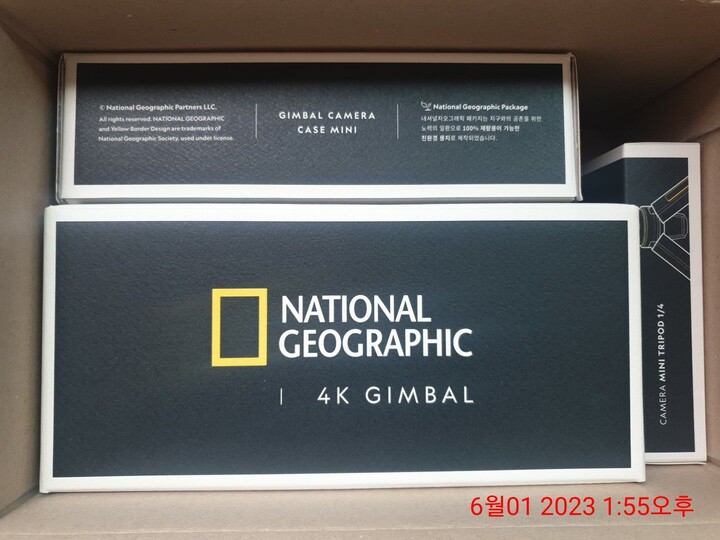 © National Geographic Partners LLC.
All rights reserved. NATIONAL GEOGRAPHIC
and Yellow Border Design are trademarks of
National Geographic Society, used under license.
GIMBAL CAMERA
CASE MINI
National Geographic Package
내셔널지오그래픽 패키지는 지구와의 공존을 위한
노력의 일환으로 100% 재활용이 가능한
친환경 용지로 제작되었습니다.
NATIONAL
GEOGRAPHIC
| 4K GIMBAL
CAMERA MINI TRIPOD 1/4
6월01 2023 1:55오후